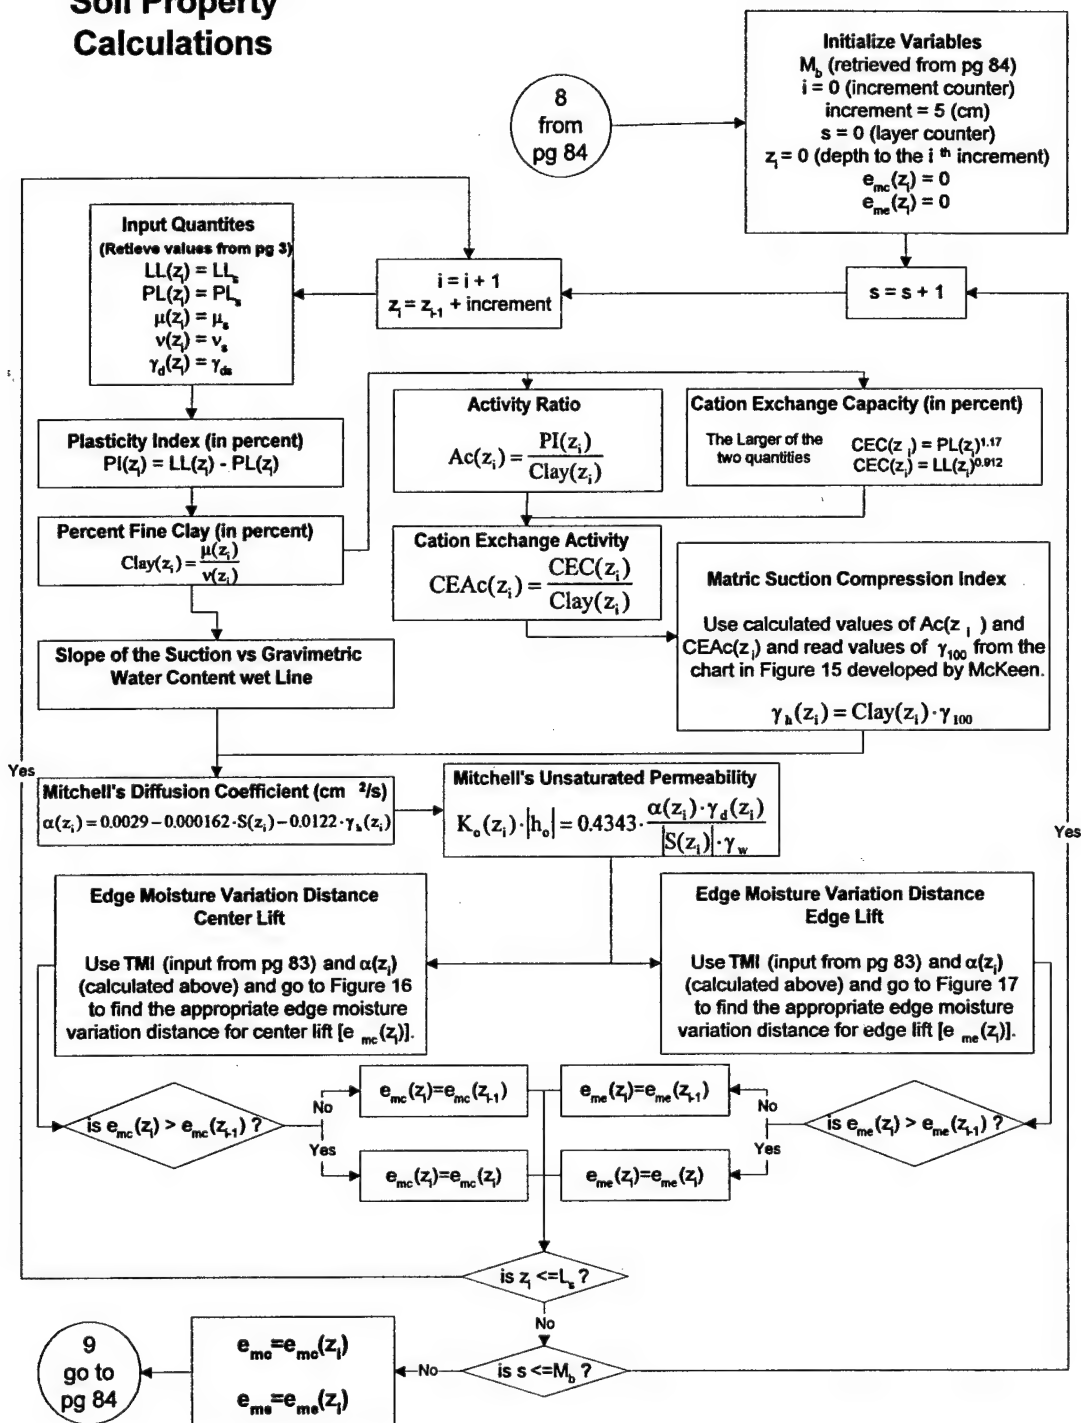 Soil Property
Calculations
8
from
pg 84
Initialize Variables
M_b (retrieved from pg 84)
i = 0 (increment counter)
increment = 5 (cm)
s = 0 (layer counter)
z_i = 0 (depth to the i th increment)
e_mc(z_i) = 0
e_me(z_i) = 0
Input Quantites
(Retieve values from pg 3)
LL(z_i) = LL_s
PL(z_i) = PL_s
μ(z_i) = μ_s
ν(z_i) = ν_s
γ_d(z_i) = γ_ds
i = i + 1
z_i = z_i-1 + increment
s = s + 1
Plasticity Index (in percent)
PI(z_i) = LL(z_i) - PL(z_i)
Activity Ratio
Ac(z_i) = PI(z_i) / Clay(z_i)
Cation Exchange Capacity (in percent)
The Larger of the
two quantities
CEC(z_i) = PL(z_i)^1.17
CEC(z_i) = LL(z_i)^0.912
Percent Fine Clay (in percent)
Clay(z_i) = μ(z_i) / ν(z_i)
Cation Exchange Activity
CEAc(z_i) = CEC(z_i) / Clay(z_i)
Matric Suction Compression Index
Use calculated values of Ac(z_i) and
CEAc(z_i) and read values of γ_100 from the
chart in Figure 15 developed by McKeen.
γ_h(z_i) = Clay(z_i)·γ_100
Slope of the Suction vs Gravimetric
Water Content wet Line
Yes
Mitchell's Diffusion Coefficient (cm ²/s)
α(z_i) = 0.0029 – 0.000162·S(z_i) – 0.0122·γ_h(z_i)
Mitchell's Unsaturated Permeability
K_o(z_i)·|h_o| = 0.4343· α(z_i)·γ_d(z_i) / |S(z_i)|·γ_w
Yes
Edge Moisture Variation Distance
Center Lift
Use TMI (input from pg 83) and α(z_i)
(calculated above) and go to Figure 16
to find the appropriate edge moisture
variation distance for center lift [e_mc(z_i)].
Edge Moisture Variation Distance
Edge Lift
Use TMI (input from pg 83) and α(z_i)
(calculated above) and go to Figure 17
to find the appropriate edge moisture
variation distance for edge lift [e_me(z_i)].
is e_mc(z_i) > e_mc(z_i-1) ?
No
Yes
e_mc(z_i)=e_mc(z_i-1)
e_mc(z_i)=e_mc(z_i)
e_me(z_i)=e_me(z_i-1)
e_me(z_i)=e_me(z_i)
No
Yes
is e_me(z_i) > e_me(z_i-1) ?
is z_i <=L_s ?
No
is s <=M_b ?
No
e_mc=e_mc(z_i)
e_me=e_me(z_i)
9
go to
pg 84